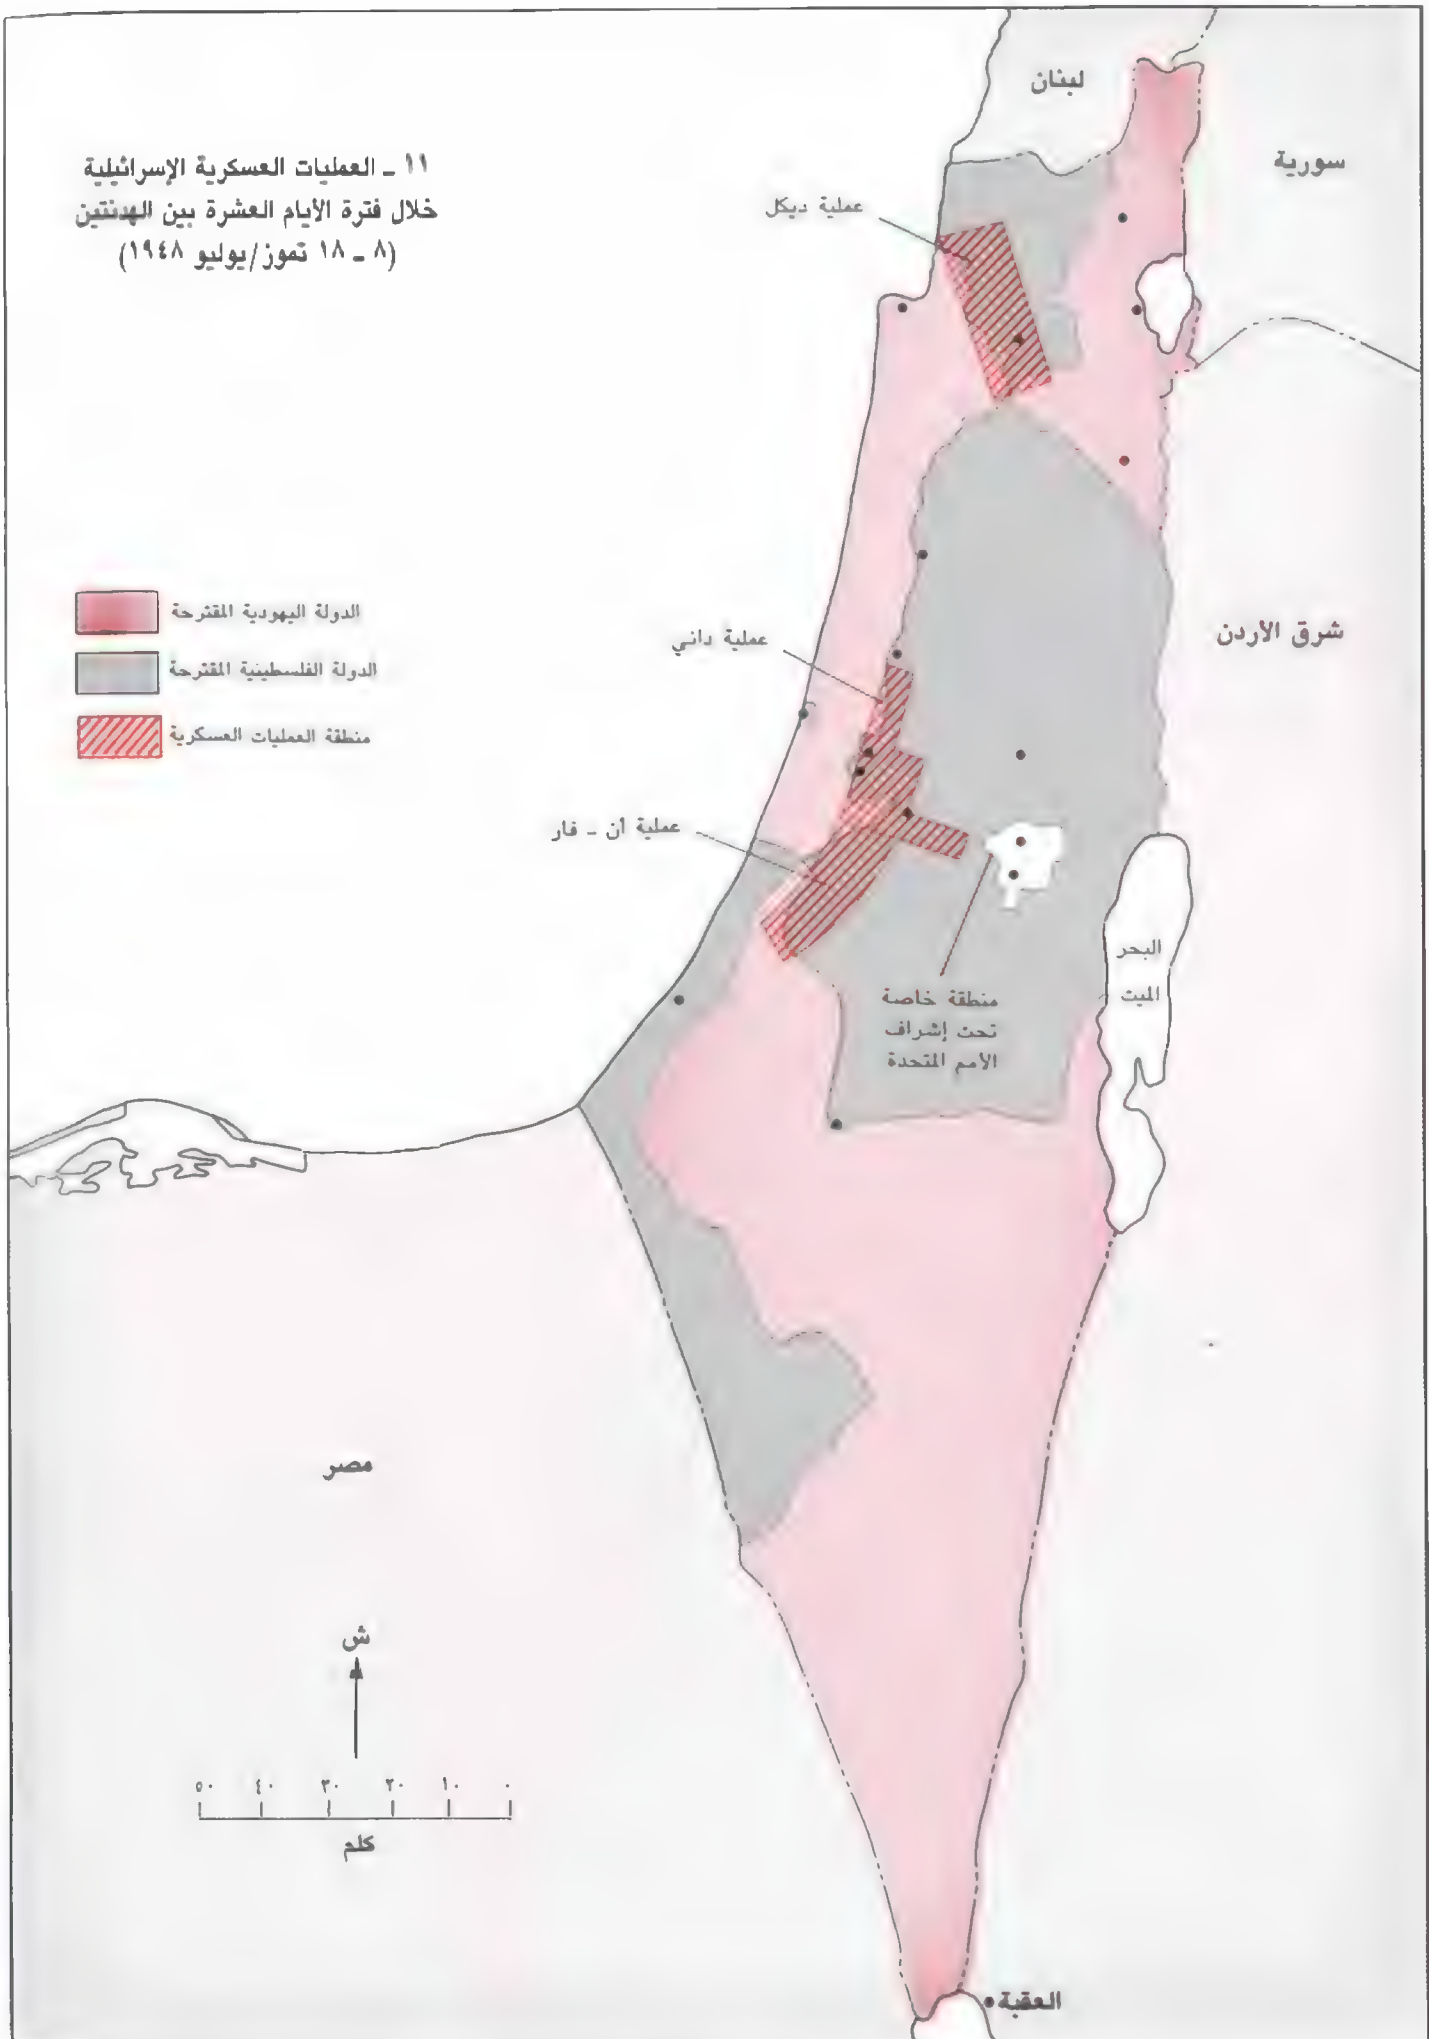 ١١ ـ العمليات العسكرية الإسرائيلية
خلال فترة الأيام العشرة بين الهدنتين
(٨ ـ ١٨ تموز/يوليو ١٩٤٨)
لبنان
سورية
عملية ديكل
الدولة اليهودية المقترحة
الدولة الفلسطينية المقترحة
منطقة العمليات العسكرية
شرق الأردن
عملية داني
عملية أن ـ فار
البحر
الميت
منطقة خاصة
تحت إشراف
الأمم المتحدة
مصر
ش
٥٠ ٤٠ ٣٠ ٢٠ ١٠ ٠
كلم
العقبة